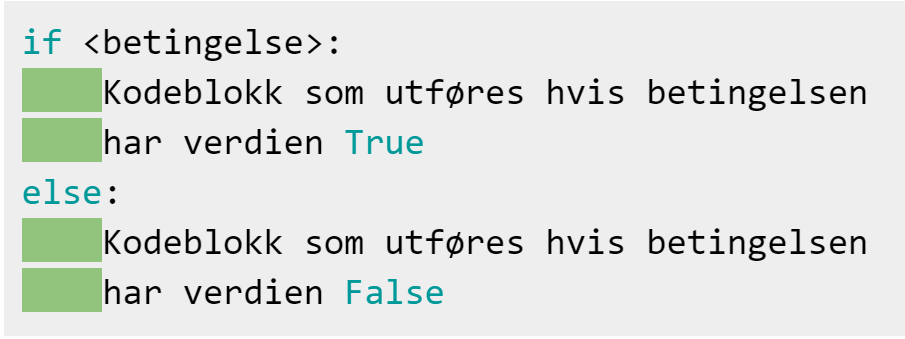 if <betingelse>:
Kodeblokk som utføres hvis betingelsen
har verdien True
else:
Kodeblokk som utføres hvis betingelsen
har verdien False